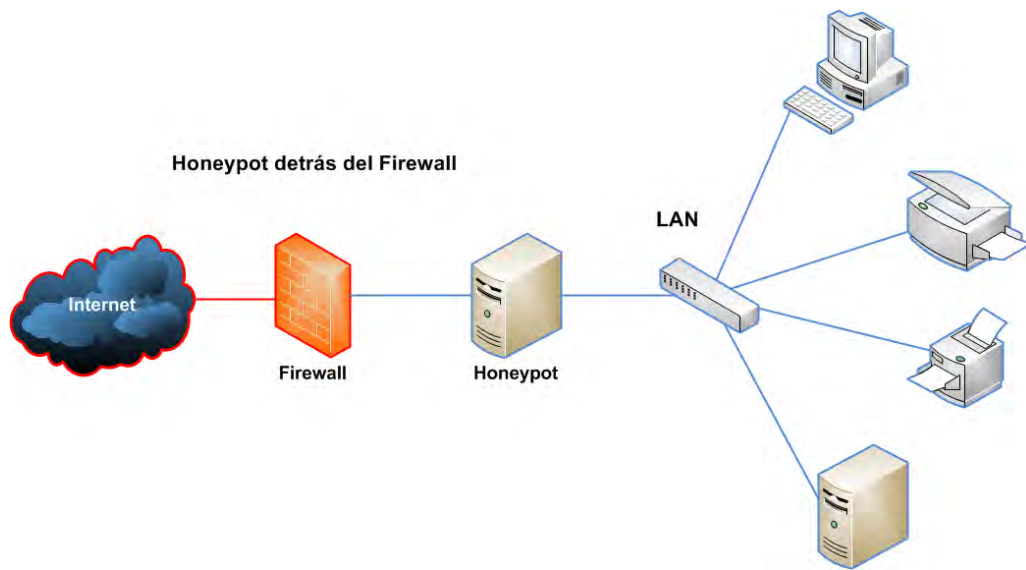 Honeypot detrás del Firewall
LAN
Internet
Firewall
Honeypot